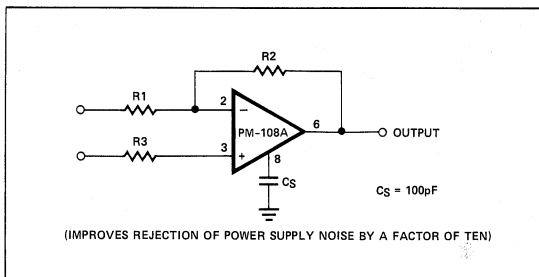 R2
R1
2
−
PM-108A
6
OUTPUT
R3
3
+
8
CS
CS = 100pF
(IMPROVES REJECTION OF POWER SUPPLY NOISE BY A FACTOR OF TEN)